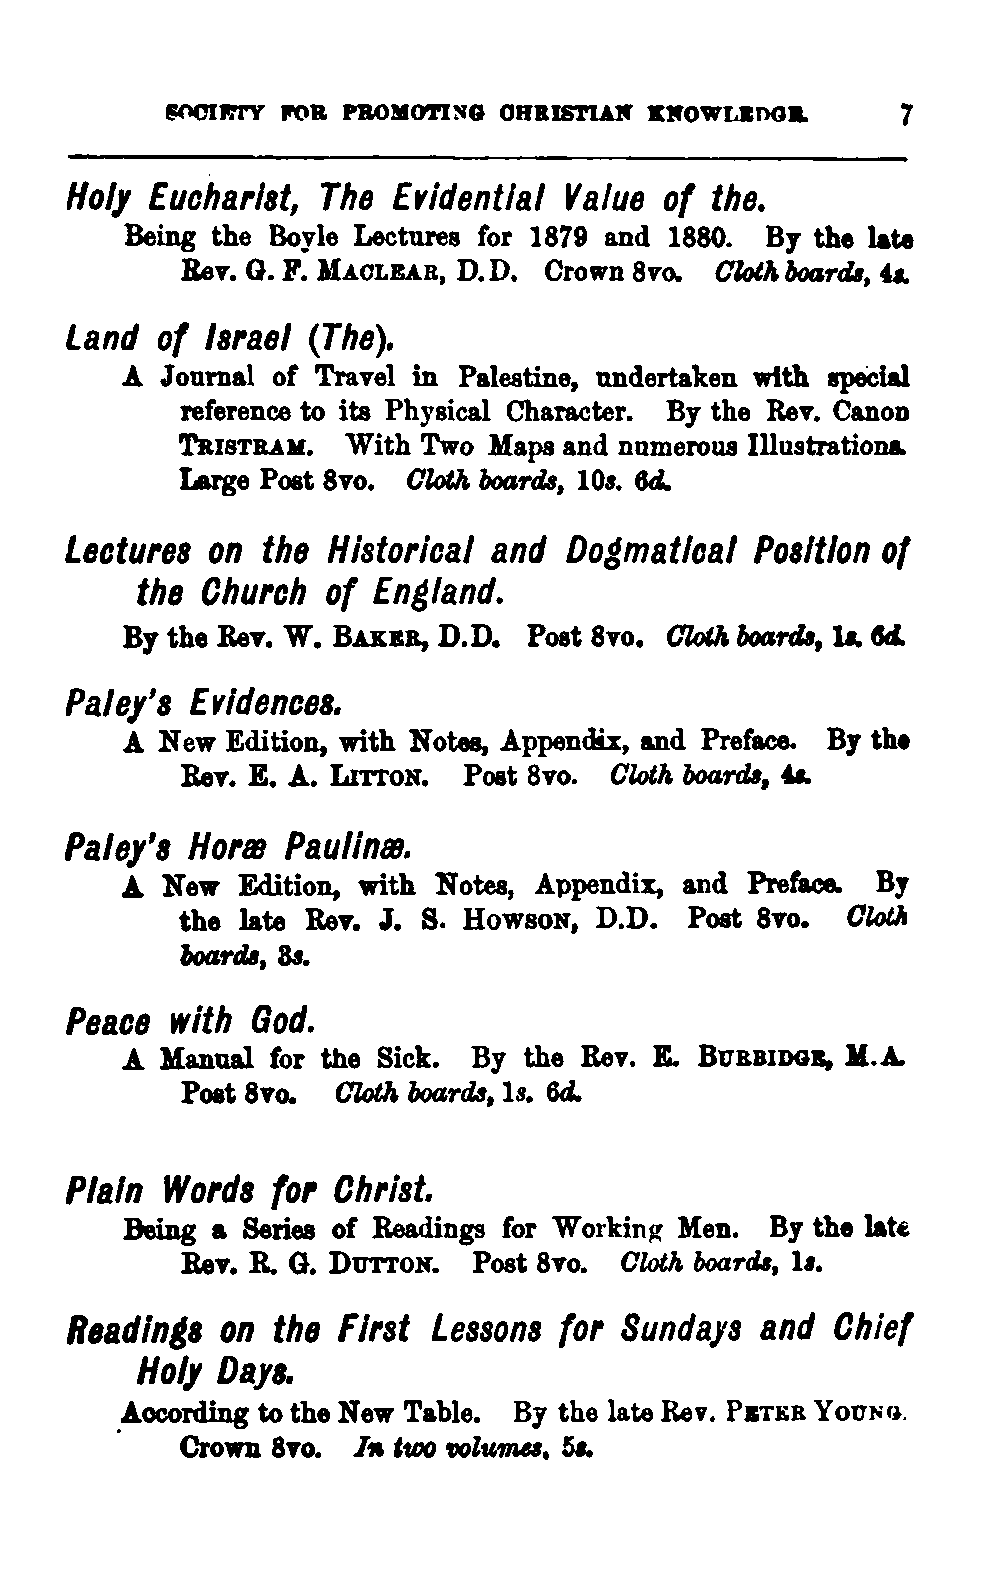 SOCIETY FOR PROMOTING CHRISTIAN KNOWLEDGE. 7
Holy Eucharist, The Evidential Value of the.
Being the Boyle Lectures for 1879 and 1880. By the late
Rev. G. F. MACLEAR, D.D. Crown 8vo. Cloth boards, 4s.
Land of Israel (The).
A Journal of Travel in Palestine, undertaken with special
reference to its Physical Character. By the Rev. Canon
TRISTRAM. With Two Maps and numerous Illustrations.
Large Post 8vo. Cloth boards, 10s. 6d.
Lectures on the Historical and Dogmatical Position of
the Church of England.
By the Rev. W. BAKER, D.D. Post 8vo. Cloth boards, 1s. 6d.
Paley's Evidences.
A New Edition, with Notes, Appendix, and Preface. By the
Rev. E. A. LITTON. Post 8vo. Cloth boards, 4s.
Paley's Horæ Paulinæ.
A New Edition, with Notes, Appendix, and Preface. By
the late Rev. J. S. HOWSON, D.D. Post 8vo. Cloth
boards, 3s.
Peace with God.
A Manual for the Sick. By the Rev. E. BURBIDGE, M.A.
Post 8vo. Cloth boards, 1s. 6d.
Plain Words for Christ.
Being a Series of Readings for Working Men. By the late
Rev. R. G. DUTTON. Post 8vo. Cloth boards, 1s.
Readings on the First Lessons for Sundays and Chief
Holy Days.
According to the New Table. By the late Rev. PETER YOUNG.
Crown 8vo. In two volumes, 5s.